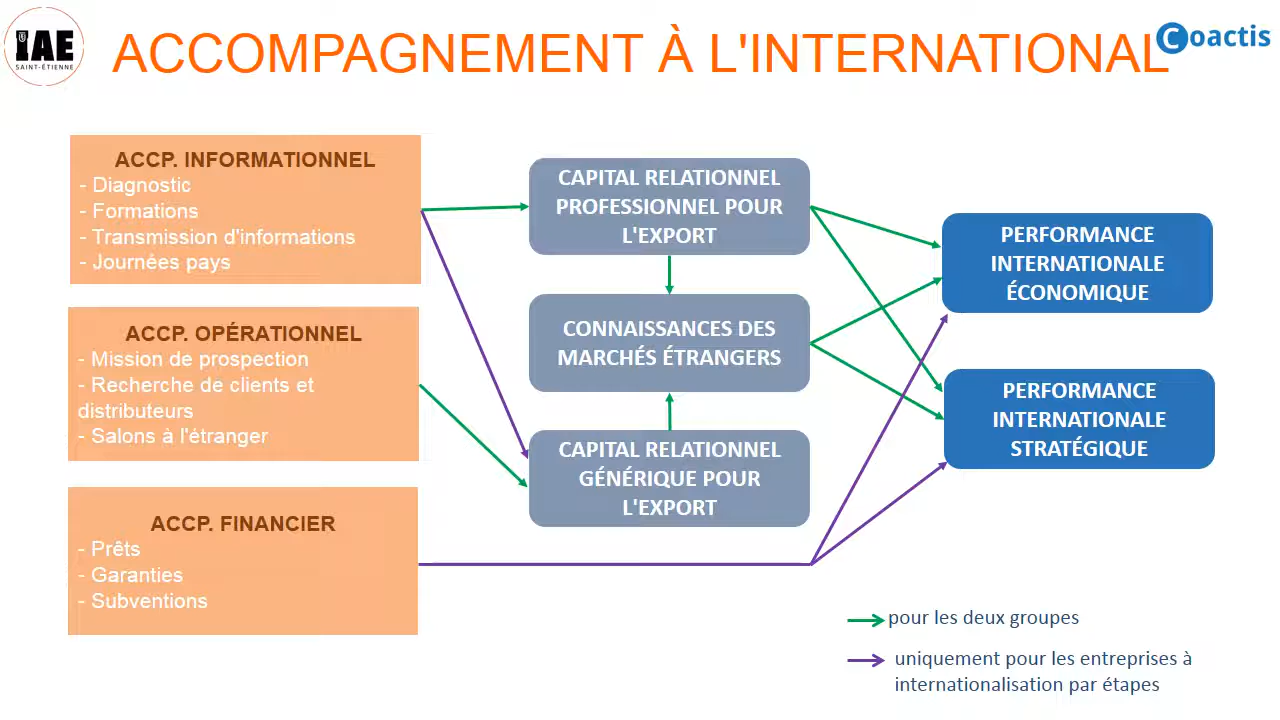 IAE
SAINT-ÉTIENNE
ACCOMPAGNEMENT À L'INTERNATIONAL
Coactis
ACCP. INFORMATIONNEL
- Diagnostic
- Formations
- Transmission d'informations
- Journées pays
ACCP. OPÉRATIONNEL
- Mission de prospection
- Recherche de clients et
distributeurs
- Salons à l'étranger
ACCP. FINANCIER
- Prêts
- Garanties
- Subventions
CAPITAL RELATIONNEL
PROFESSIONNEL POUR
L'EXPORT
CONNAISSANCES DES
MARCHÉS ÉTRANGERS
CAPITAL RELATIONNEL
GÉNÉRIQUE POUR
L'EXPORT
PERFORMANCE
INTERNATIONALE
ÉCONOMIQUE
PERFORMANCE
INTERNATIONALE
STRATÉGIQUE
pour les deux groupes
uniquement pour les entreprises à
internationalisation par étapes